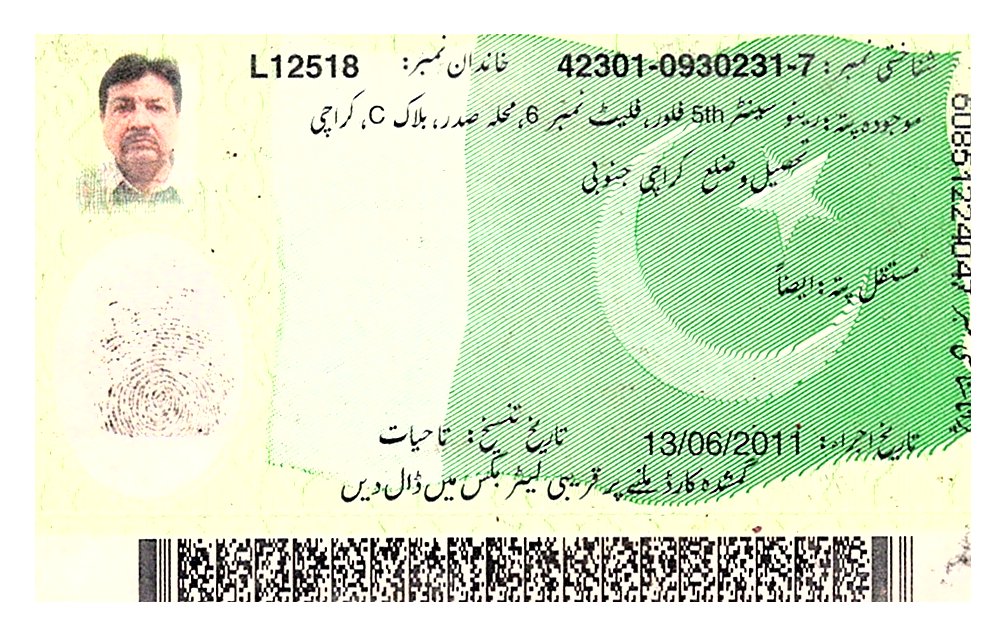 شناختی نمبر: 42301-0930231-7 خاندان نمبر: L12518
موجودہ پتہ: رینو سینٹر 5th فلور، فلیٹ نمبر 6، محلہ صدر، بلاک C، کراچی
تحصیل و ضلع کراچی جنوبی
مستقل پتہ: ایضاً
تاریخ اجراء: 13/06/2011 تاریخ تنسیخ: تاحیات
گمشدہ کارڈ ملنے پر قریبی لیٹر بکس میں ڈال دیں